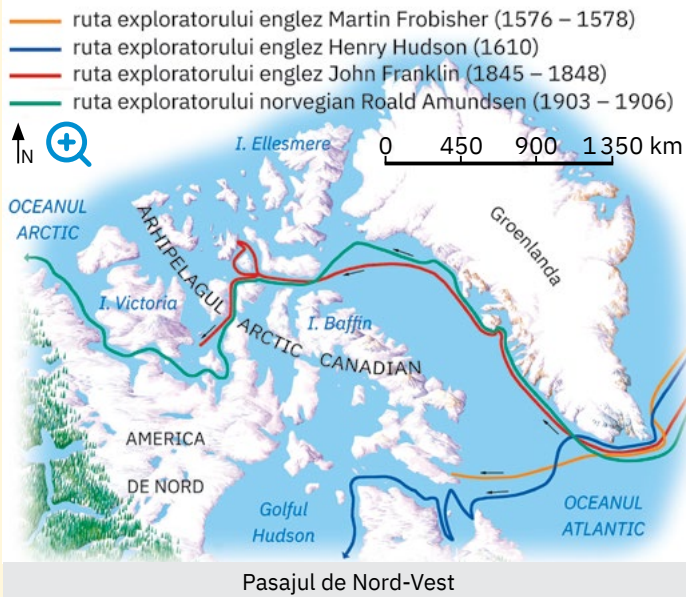 ruta exploratorului englez Martin Frobisher (1576 – 1578)
ruta exploratorului englez Henry Hudson (1610)
ruta exploratorului englez John Franklin (1845 – 1848)
ruta exploratorului norvegian Roald Amundsen (1903 – 1906)
N
0 450 900 1350 km
I. Ellesmere
OCEANUL
ARCTIC
ARHIPELAGUL ARCTIC CANADIAN
Groenlanda
I. Victoria
I. Baffin
AMERICA
DE NORD
Golful
Hudson
OCEANUL
ATLANTIC
Pasajul de Nord-Vest